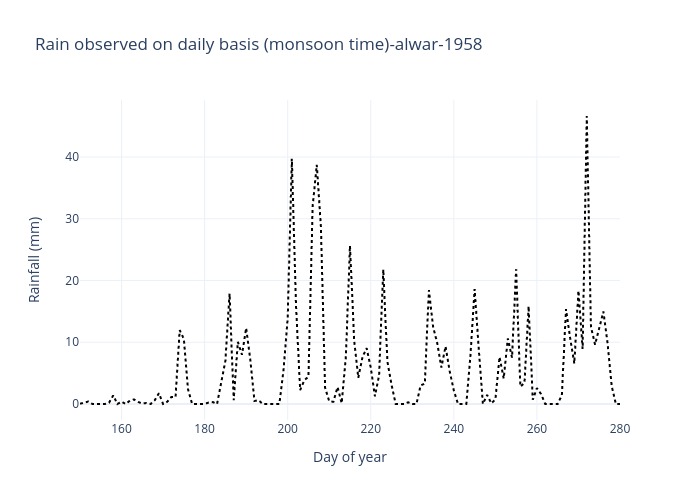 Rain observed on daily basis (monsoon time)-alwar-1958
Rainfall (mm)
40
30
20
10
0
160 180 200 220 240 260 280
Day of year